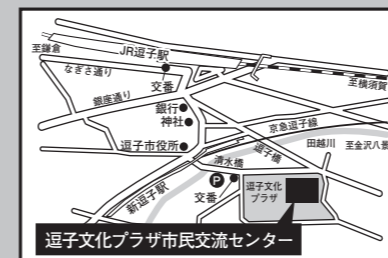 至鎌倉
JR逗子駅
なぎさ通り
交番
至横須賀
銀座通り
銀行
神社
京急逗子線
逗子市役所
逗子橋
田越川
至金沢八景
清水橋
P
新逗子駅
交番
逗子文化
プラザ
逗子文化プラザ市民交流センター